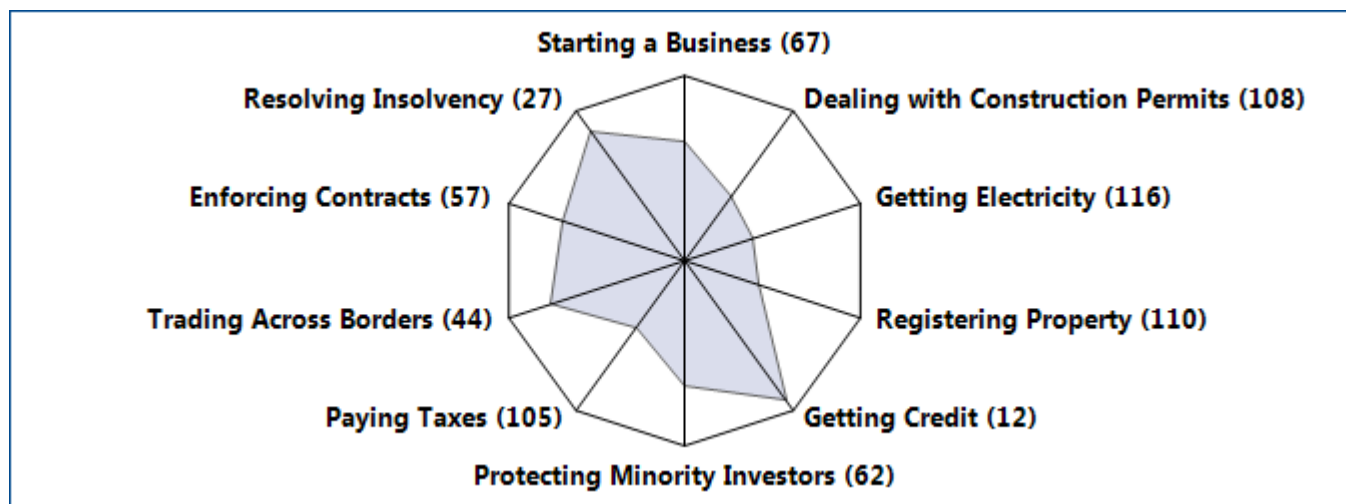 Starting a Business (67)
Resolving Insolvency (27)
Dealing with Construction Permits (108)
Enforcing Contracts (57)
Getting Electricity (116)
Trading Across Borders (44)
Registering Property (110)
Paying Taxes (105)
Getting Credit (12)
Protecting Minority Investors (62)